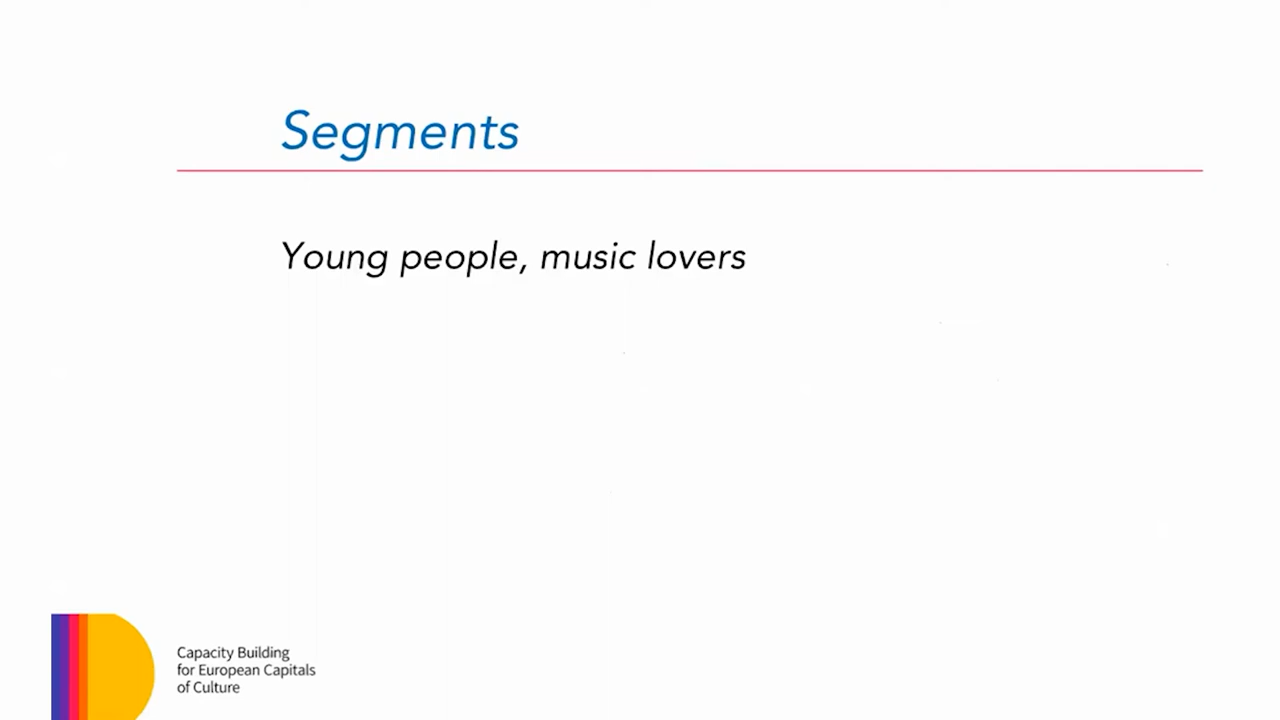 Segments
Young people, music lovers
Capacity Building
for European Capitals
of Culture